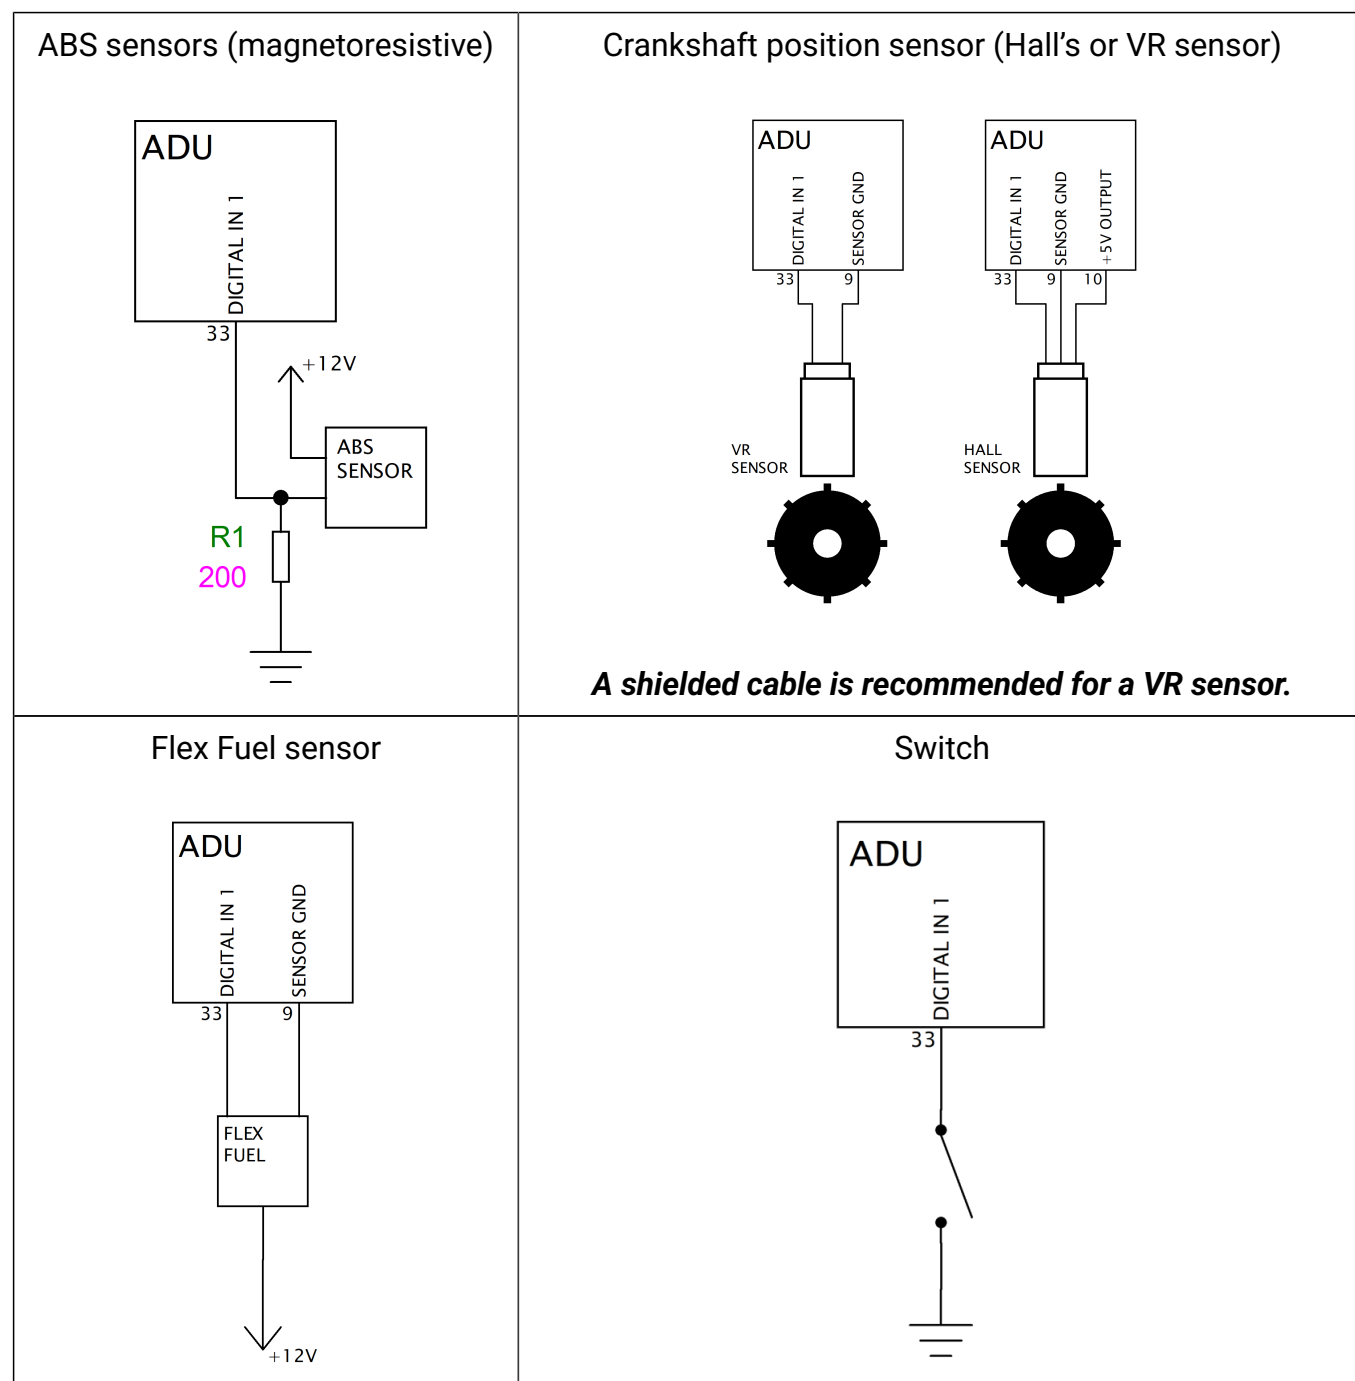 ABS sensors (magnetoresistive)
ADU
DIGITAL IN 1
33
+12V
ABS
SENSOR
R1
200
Crankshaft position sensor (Hall's or VR sensor)
ADU
DIGITAL IN 1
SENSOR GND
33
9
VR
SENSOR
ADU
DIGITAL IN 1
SENSOR GND
+5V OUTPUT
33
9
10
HALL
SENSOR
A shielded cable is recommended for a VR sensor.
Flex Fuel sensor
ADU
DIGITAL IN 1
SENSOR GND
33
9
FLEX
FUEL
+12V
Switch
ADU
DIGITAL IN 1
33